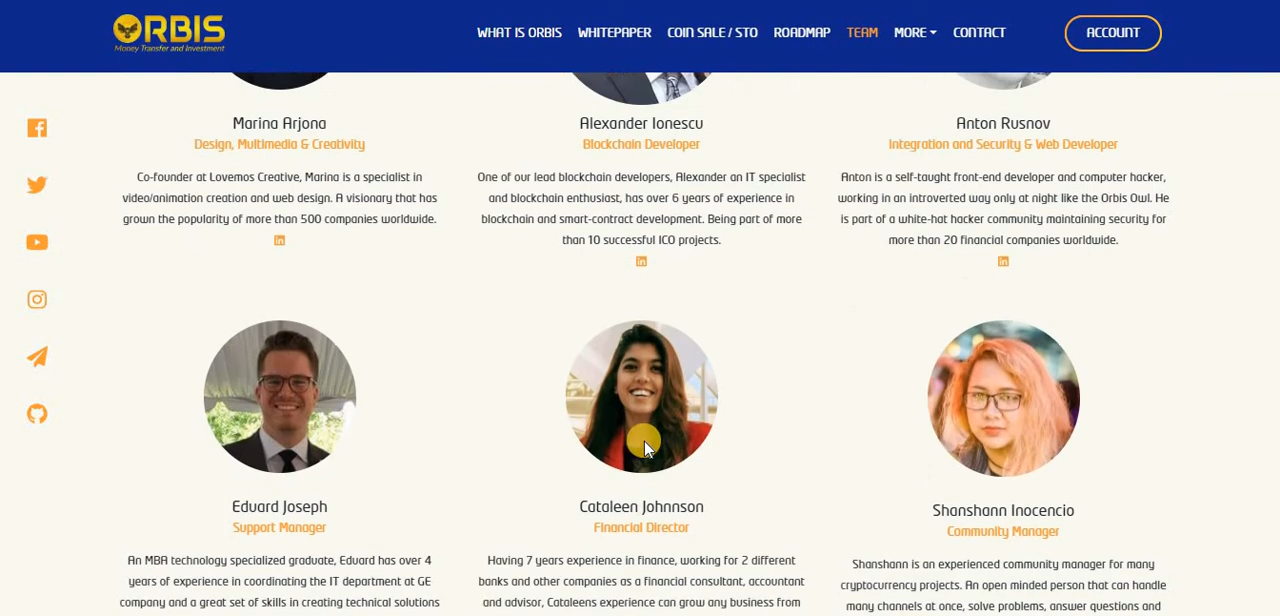 ORBIS
Money Transfer and Investment
WHAT IS ORBIS WHITEPAPER COIN SALE / STO ROADMAP TEAM MORE CONTACT ACCOUNT
Marina Arjona
Design, Multimedia & Creativity
Co-founder at Lovemos Creative, Marina is a specialist in
video/animation creation and web design. A visionary that has
grown the popularity of more than 500 companies worldwide.
in
Alexander Ionescu
Blockchain Developer
One of our lead blockchain developers, Alexander an IT specialist
and blockchain enthusiast, has over 6 years of experience in
blockchain and smart-contract development. Being part of more
than 10 successful ICO projects.
in
Anton Rusnov
Integration and Security & Web Developer
Anton is a self-taught front-end developer and computer hacker,
working in an introverted way only at night like the Orbis Owl. He
is part of a white-hat hacker community maintaining security for
more than 20 financial companies worldwide.
in
Eduard Joseph
Support Manager
An MBA technology specialized graduate, Eduard has over 4
years of experience in coordinating the IT department at GE
company and a great set of skills in creating technical solutions
Cataleen Johnnson
Financial Director
Having 7 years experience in finance, working for 2 different
banks and other companies as a financial consultant, accountant
and advisor, Cataleens experience can grow any business from
Shanshann Inocencio
Community Manager
Shanshann is an experienced community manager for many
cryptocurrency projects. An open minded person that can handle
many channels at once, solve problems, answer questions and